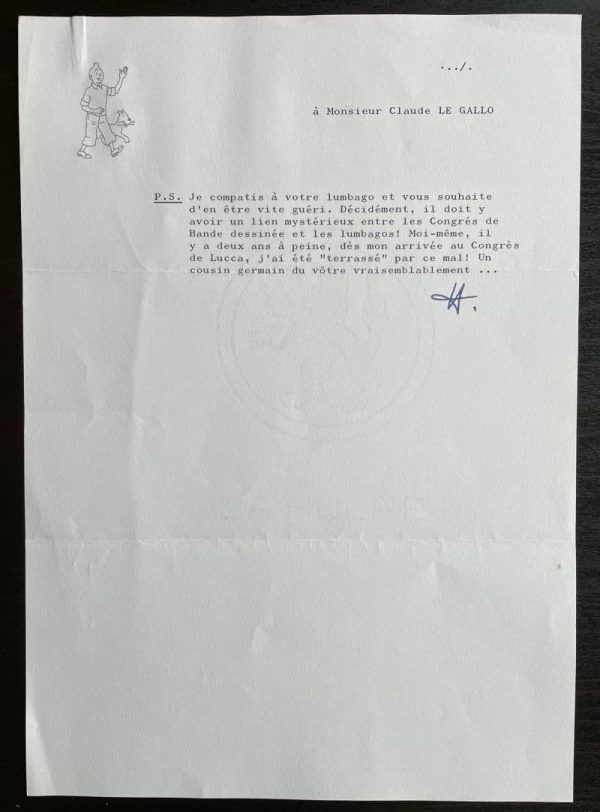 .../.
à Monsieur Claude LE GALLO
P.S. Je compatis à votre lumbago et vous souhaite
d'en être vite guéri. Décidément, il doit y
avoir un lien mystérieux entre les Congrés de
Bande dessinée et les lumbagos! Moi-même, il
y a deux ans à peine, dès mon arrivée au Congrès
de Lucca, j'ai été "terrassé" par ce mal! Un
cousin germain du vôtre vraisemblablement ...
H.